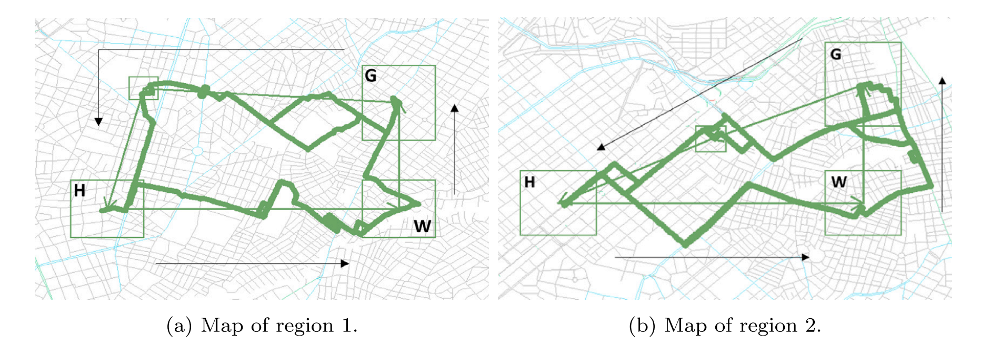 G
H
W
(a) Map of region 1.
G
H
W
(b) Map of region 2.